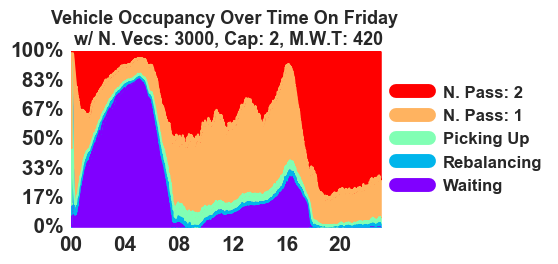 Vehicle Occupancy Over Time On Friday
w/ N. Vecs: 3000, Cap: 2, M.W.T: 420
100%
83%
67%
50%
33%
17%
0%
00 04 08 12 16 20
N. Pass: 2
N. Pass: 1
Picking Up
Rebalancing
Waiting